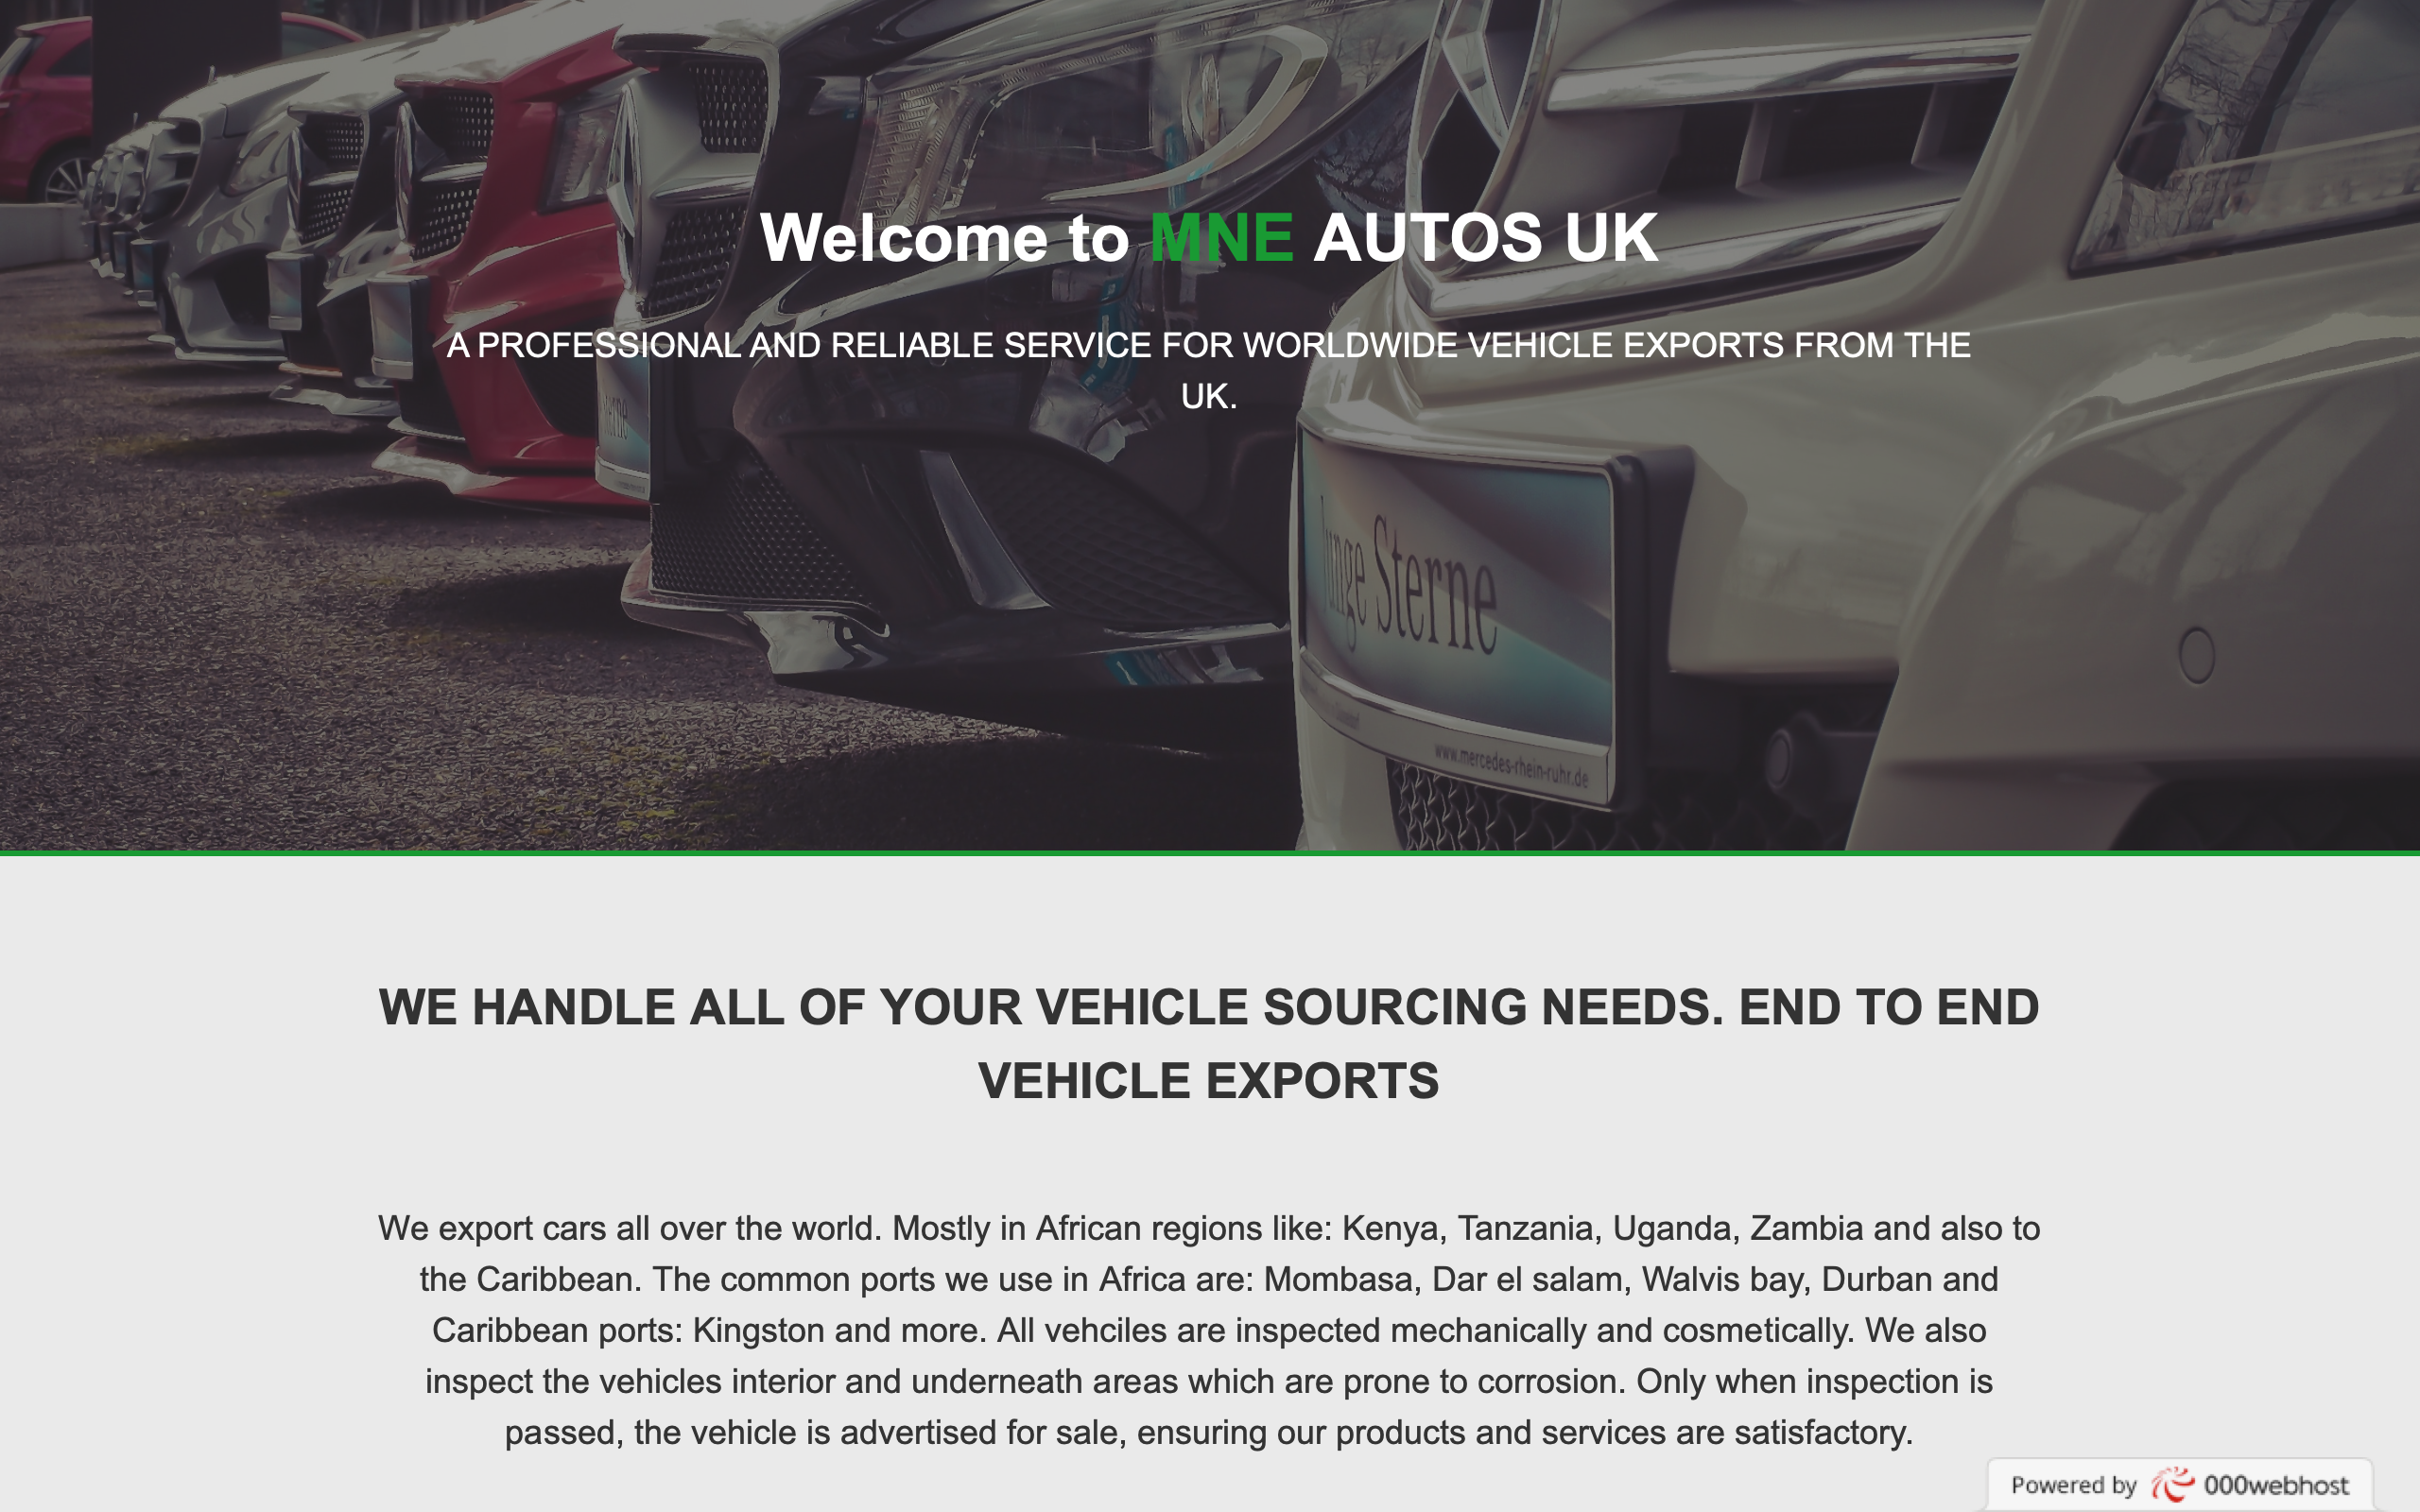 Welcome to MNE AUTOS UK
A PROFESSIONAL AND RELIABLE SERVICE FOR WORLDWIDE VEHICLE EXPORTS FROM THE
UK.
Sterne
Junge Sterne
www.mercedes-rhein-ruhr.de
WE HANDLE ALL OF YOUR VEHICLE SOURCING NEEDS. END TO END
VEHICLE EXPORTS
We export cars all over the world. Mostly in African regions like: Kenya, Tanzania, Uganda, Zambia and also to
the Caribbean. The common ports we use in Africa are: Mombasa, Dar el salam, Walvis bay, Durban and
Caribbean ports: Kingston and more. All vehciles are inspected mechanically and cosmetically. We also
inspect the vehicles interior and underneath areas which are prone to corrosion. Only when inspection is
passed, the vehicle is advertised for sale, ensuring our products and services are satisfactory.
Powered by 000webhost